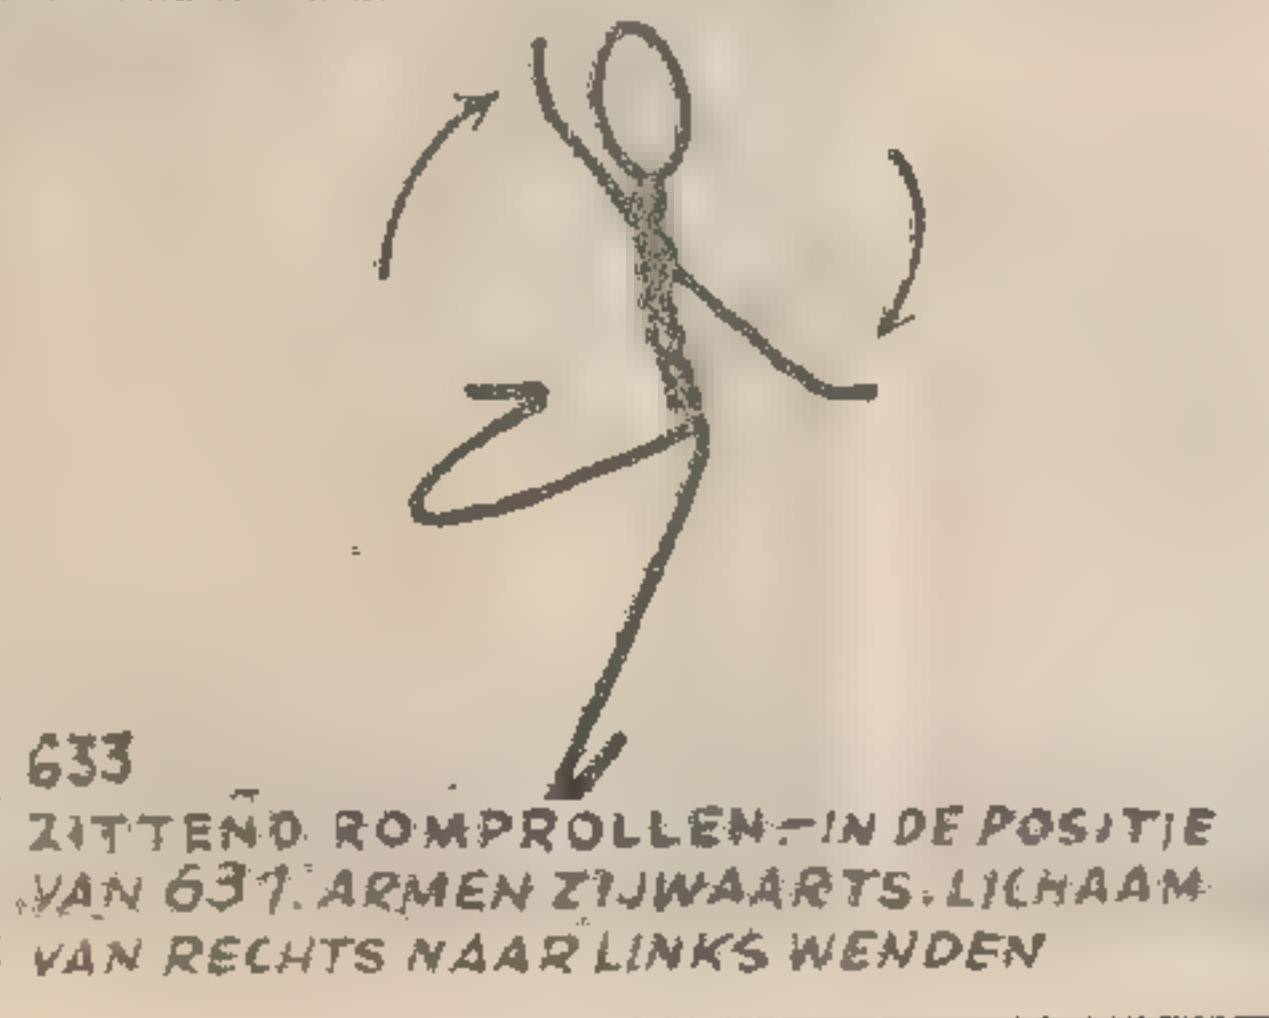 633
ZITTEND ROMPROLLEN-IN DE POSITIE
VAN 631. ARMEN ZIJWAARTS. LICHAAM
VAN RECHTS NAAR LINKS WENDEN